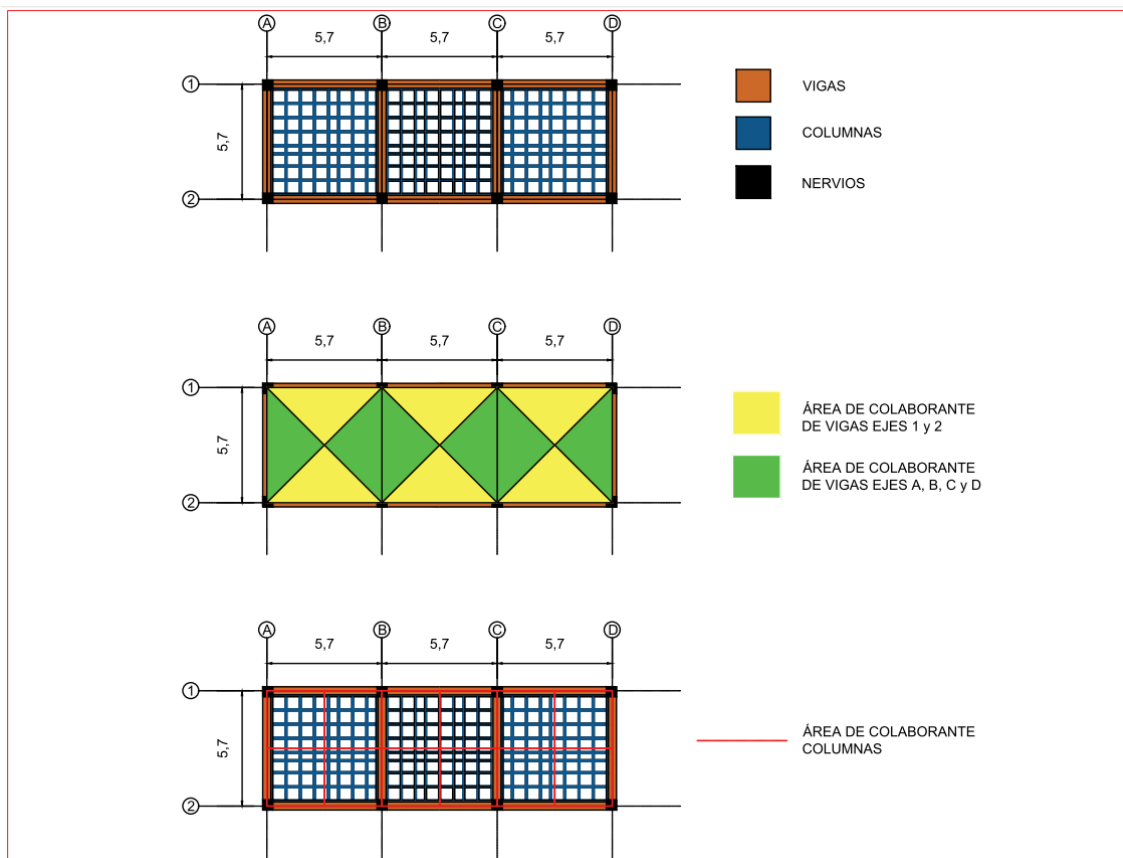 A B C D
5,7 5,7 5,7
1
5,7
2
VIGAS
COLUMNAS
NERVIOS
A B C D
5,7 5,7 5,7
1
5,7
2
ÁREA DE COLABORANTE
DE VIGAS EJES 1 y 2
ÁREA DE COLABORANTE
DE VIGAS EJES A, B, C y D
A B C D
5,7 5,7 5,7
1
5,7
2
ÁREA DE COLABORANTE
COLUMNAS